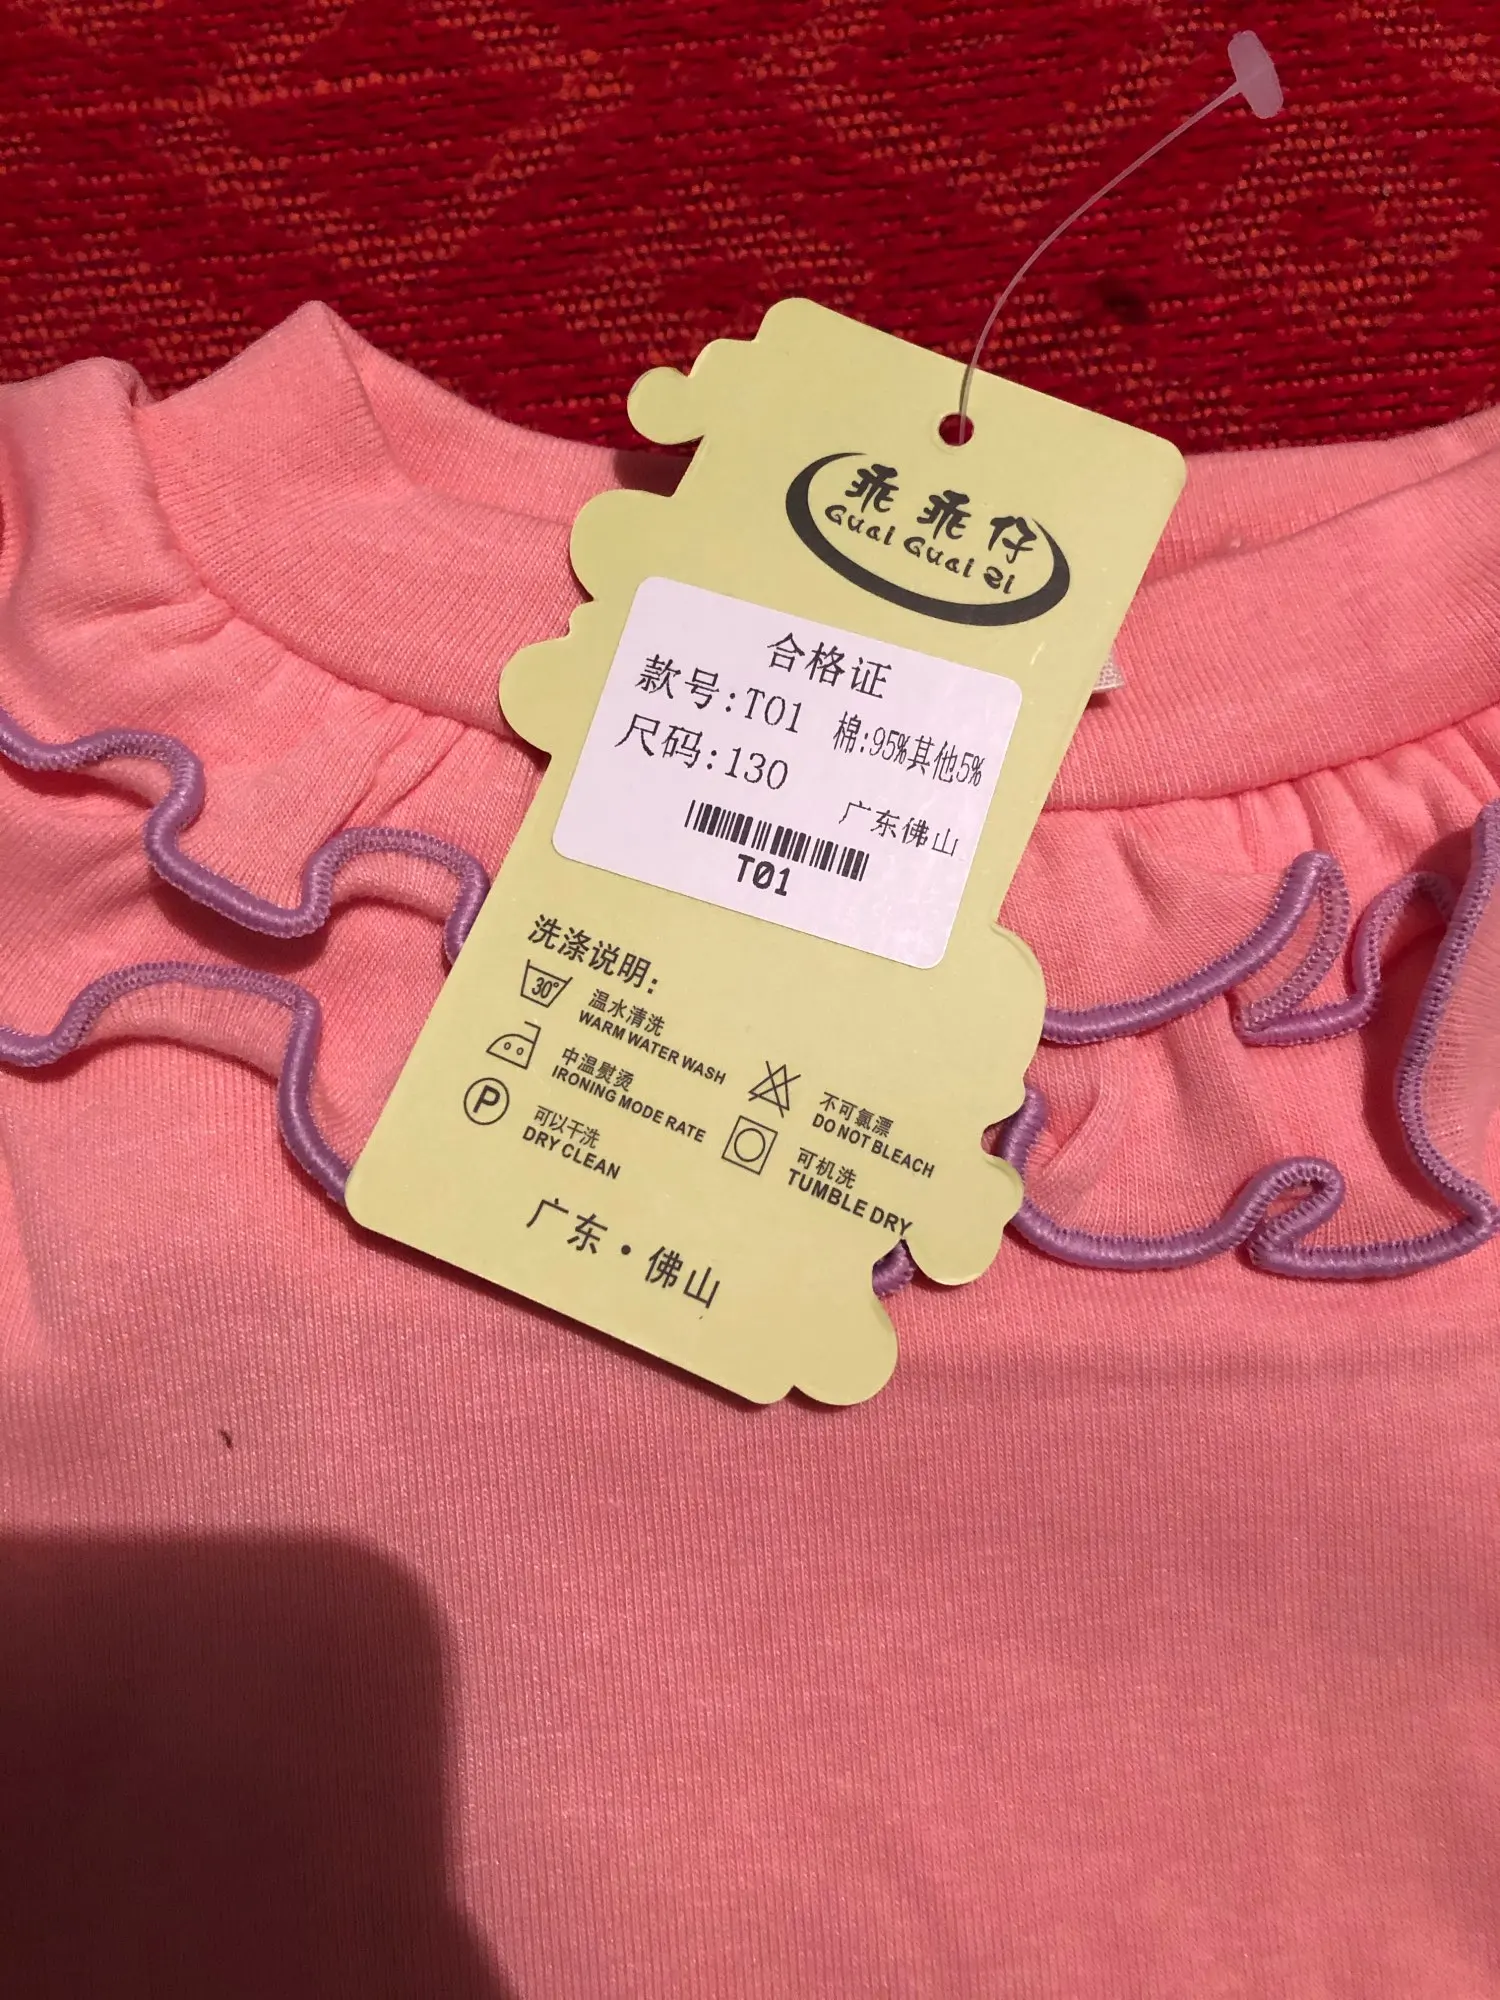 乖乖仔
Guai Guai Zi
合格证
款号:T01 棉:95%其他5%
尺码:130
广东佛山
T01
洗涤说明:
30°
温水清洗
WARM WATER WASH
中温熨烫
IRONING MODE RATE
P
可以干洗
DRY CLEAN
不可氯漂
DO NOT BLEACH
可机洗
TUMBLE DRY
广东·佛山